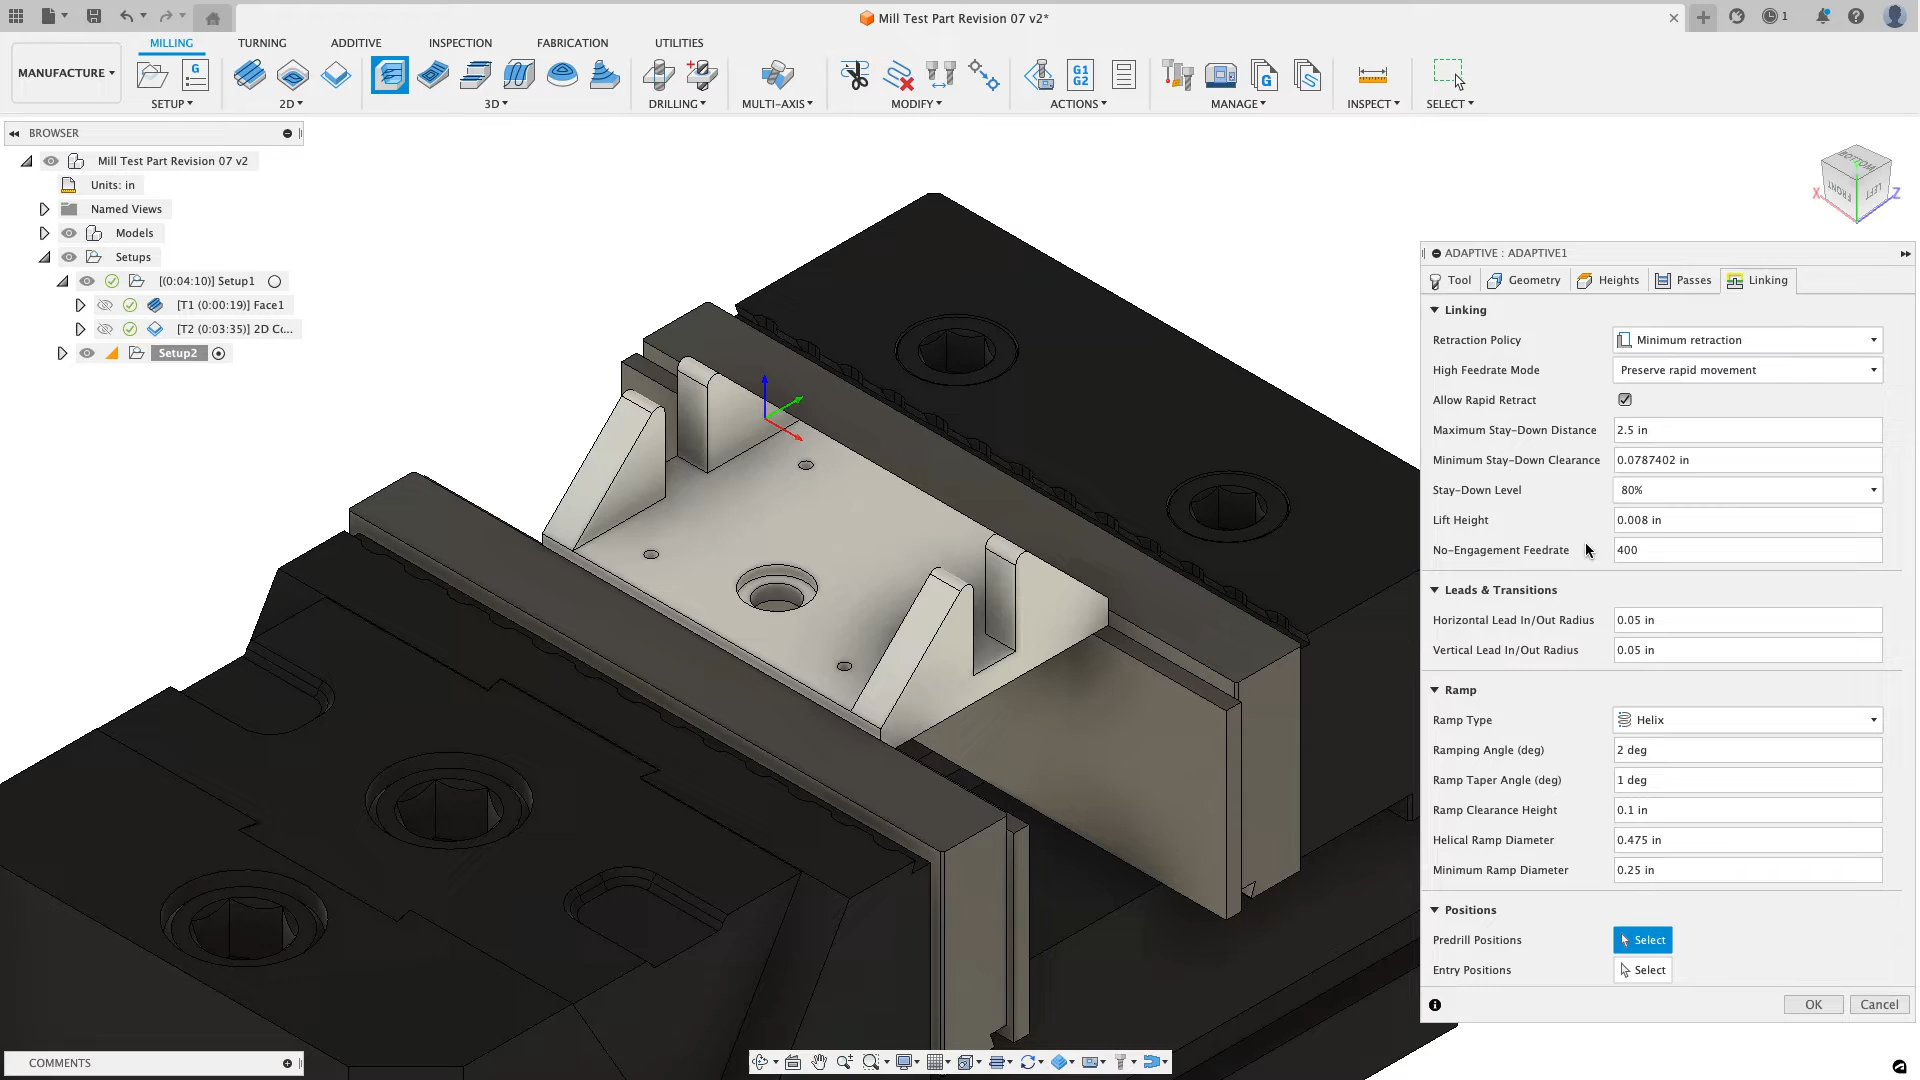 Mill Test Part Revision 07 v2*
1
MILLING
TURNING
ADDITIVE
INSPECTION
FABRICATION
UTILITIES
MANUFACTURE
G
G1
G2
G
SETUP
2D
3D
DRILLING
MULTI-AXIS
MODIFY
ACTIONS
MANAGE
INSPECT
SELECT
BROWSER
Mill Test Part Revision 07 v2
Units: in
Named Views
Models
Setups
[(0:04:10)] Setup1
[T1 (0:00:19)] Face1
[T2 (0:03:35)] 2D Co...
Setup2
BOTTOM
FRONT
LEFT
X
Z
ADAPTIVE : ADAPTIVE1
Tool
Geometry
Heights
Passes
Linking
Linking
Retraction Policy
Minimum retraction
High Feedrate Mode
Preserve rapid movement
Allow Rapid Retract
Maximum Stay-Down Distance
2.5 in
Minimum Stay-Down Clearance
0.0787402 in
Stay-Down Level
80%
Lift Height
0.008 in
No-Engagement Feedrate
400
Leads & Transitions
Horizontal Lead In/Out Radius
0.05 in
Vertical Lead In/Out Radius
0.05 in
Ramp
Ramp Type
Helix
Ramping Angle (deg)
2 deg
Ramp Taper Angle (deg)
1 deg
Ramp Clearance Height
0.1 in
Helical Ramp Diameter
0.475 in
Minimum Ramp Diameter
0.25 in
Positions
Predrill Positions
Select
Entry Positions
Select
OK
Cancel
COMMENTS